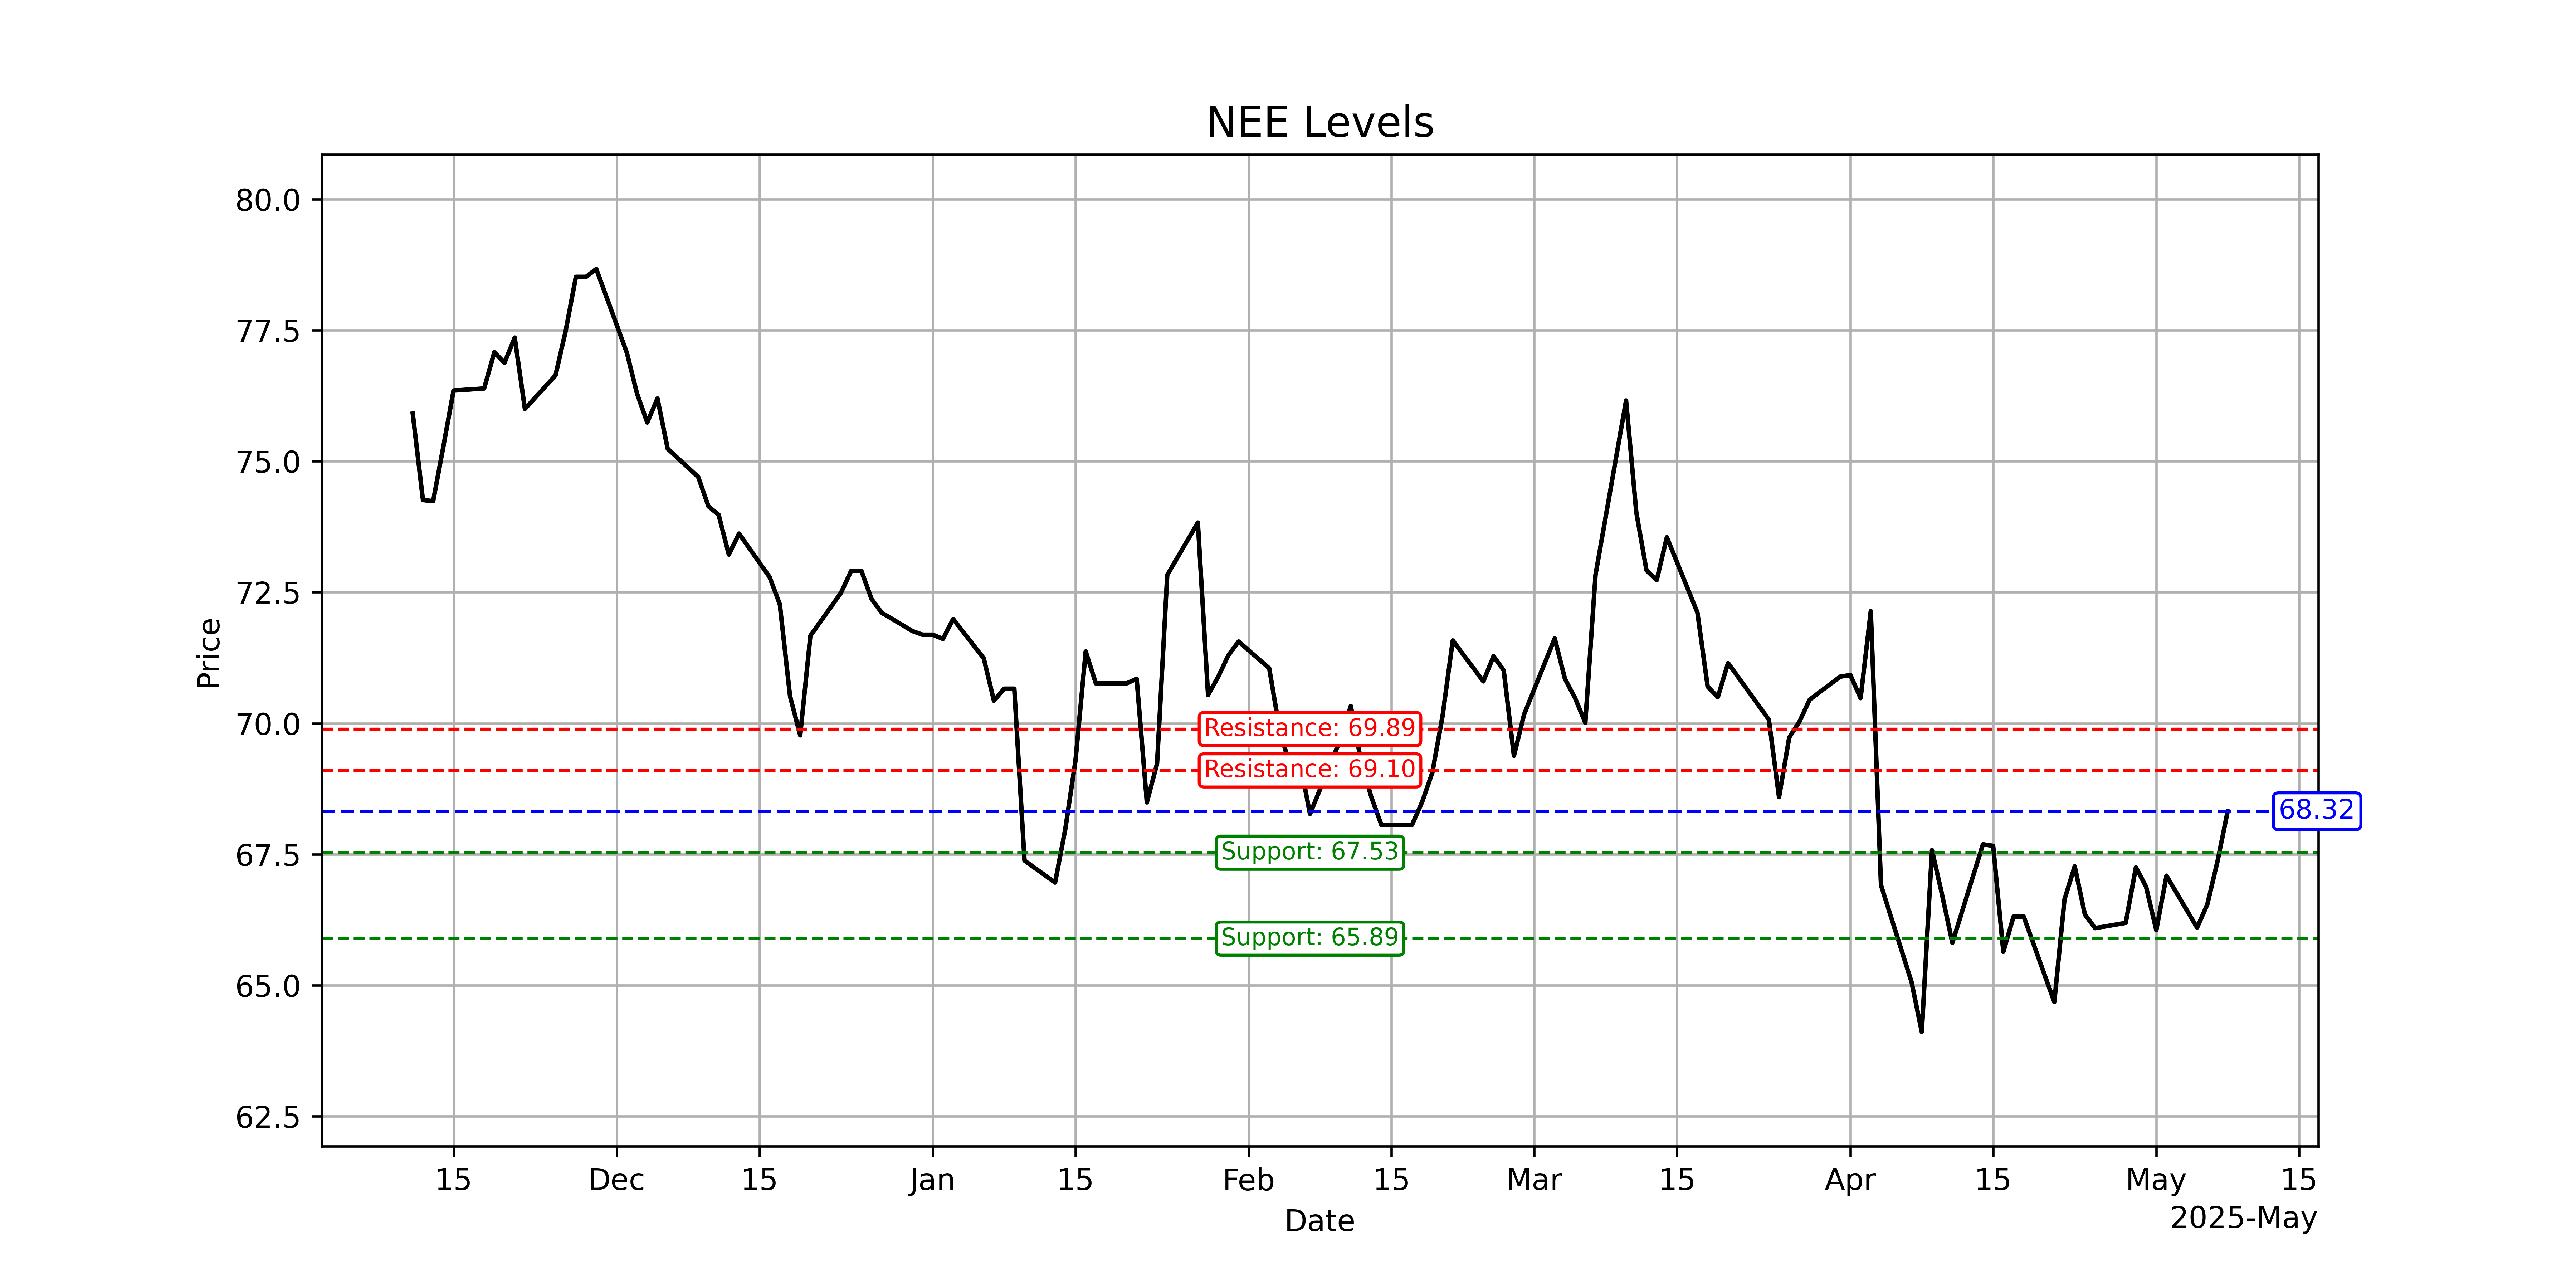 NEE Levels
Price
80.0
77.5
75.0
72.5
70.0
67.5
65.0
62.5
Resistance: 69.89
Resistance: 69.10
68.32
Support: 67.53
Support: 65.89
15 Dec 15 Jan 15 Feb 15 Mar 15 Apr 15 May 15
Date
2025-May